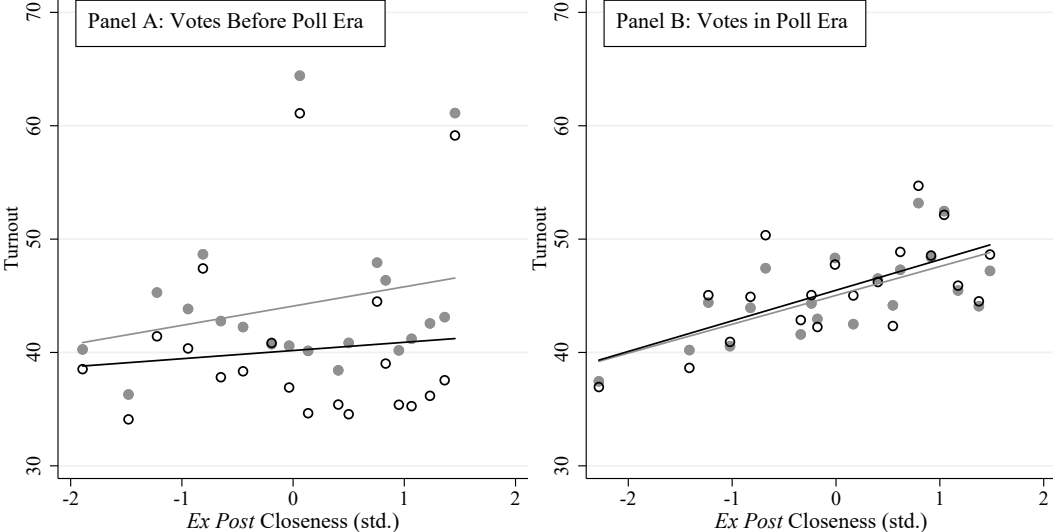 Panel A: Votes Before Poll Era
70
60
50
40
30
Turnout
-2 -1 0 1 2
Ex Post Closeness (std.)
Panel B: Votes in Poll Era
70
60
50
40
30
Turnout
-2 -1 0 1 2
Ex Post Closeness (std.)